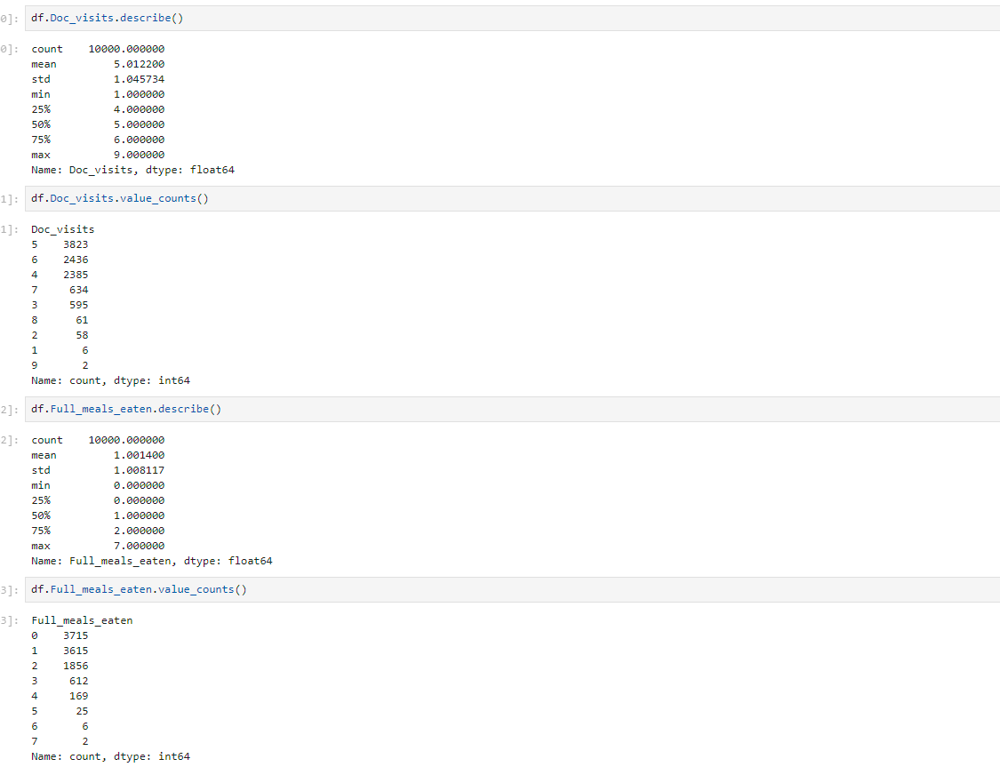 0]: df.Doc_visits.describe()
0]: count    10000.000000
mean         5.012200
std          1.045734
min          1.000000
25%          4.000000
50%          5.000000
75%          6.000000
max          9.000000
Name: Doc_visits, dtype: float64
1]: df.Doc_visits.value_counts()
1]: Doc_visits
5    3823
6    2436
4    2385
7     634
3     595
8      61
2      58
1       6
9       2
Name: count, dtype: int64
2]: df.Full_meals_eaten.describe()
2]: count    10000.000000
mean         1.001400
std          1.008117
min          0.000000
25%          0.000000
50%          1.000000
75%          2.000000
max          7.000000
Name: Full_meals_eaten, dtype: float64
3]: df.Full_meals_eaten.value_counts()
3]: Full_meals_eaten
0    3715
1    3615
2    1856
3     612
4     169
5      25
6       6
7       2
Name: count, dtype: int64